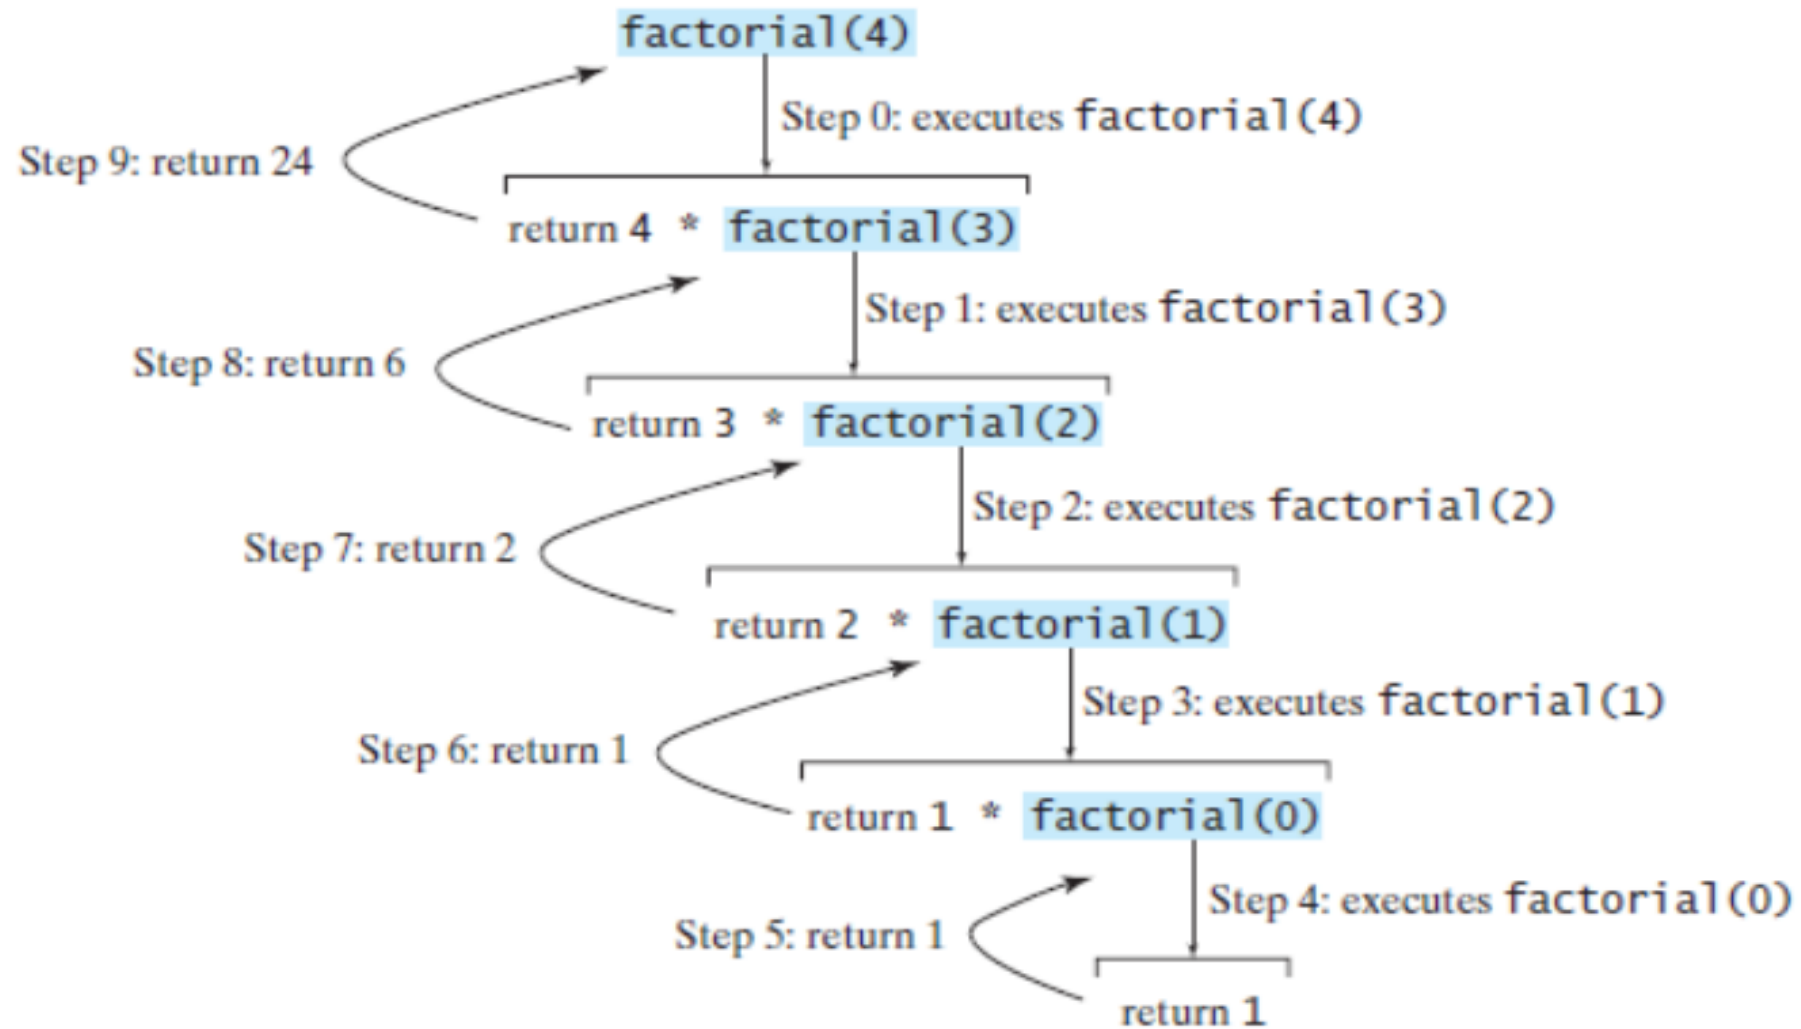 factorial(4)
Step 0: executes factorial(4)
Step 9: return 24
return 4 * factorial(3)
Step 1: executes factorial(3)
Step 8: return 6
return 3 * factorial(2)
Step 2: executes factorial(2)
Step 7: return 2
return 2 * factorial(1)
Step 3: executes factorial(1)
Step 6: return 1
return 1 * factorial(0)
Step 4: executes factorial(0)
Step 5: return 1
return 1